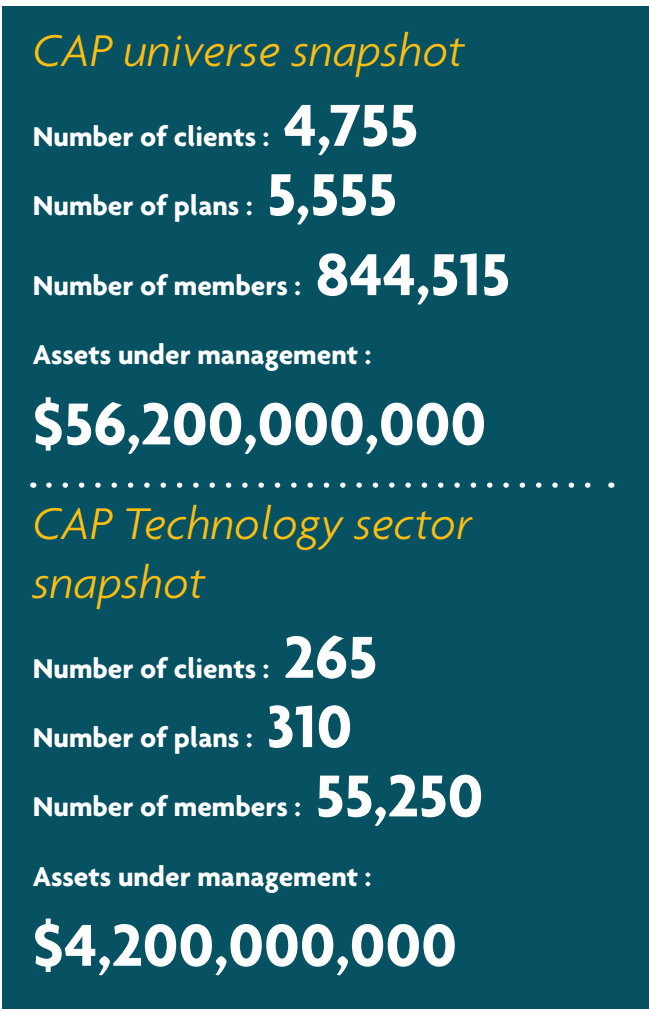 CAP universe snapshot
Number of clients : 4,755
Number of plans : 5,555
Number of members : 844,515
Assets under management :
$56,200,000,000
CAP Technology sector
snapshot
Number of clients : 265
Number of plans : 310
Number of members : 55,250
Assets under management :
$4,200,000,000